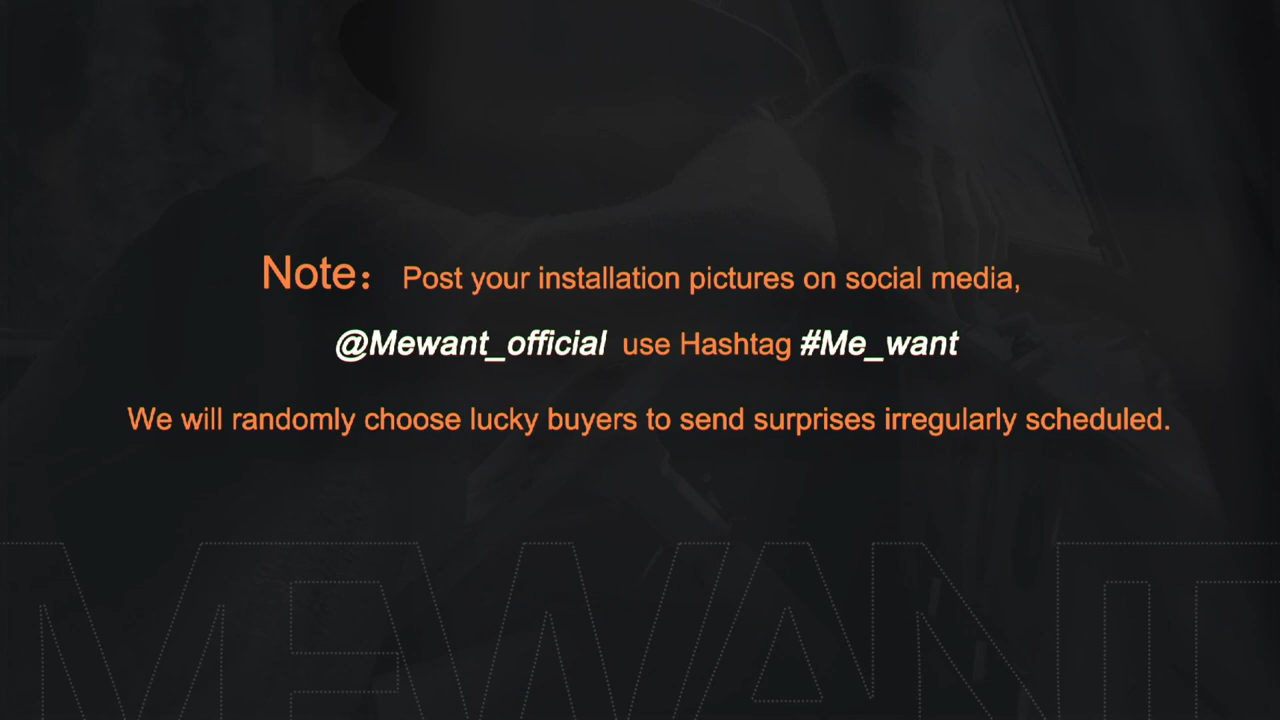 Note： Post your installation pictures on social media,
@Mewant_official use Hashtag #Me_want
We will randomly choose lucky buyers to send surprises irregularly scheduled.
MEWANT